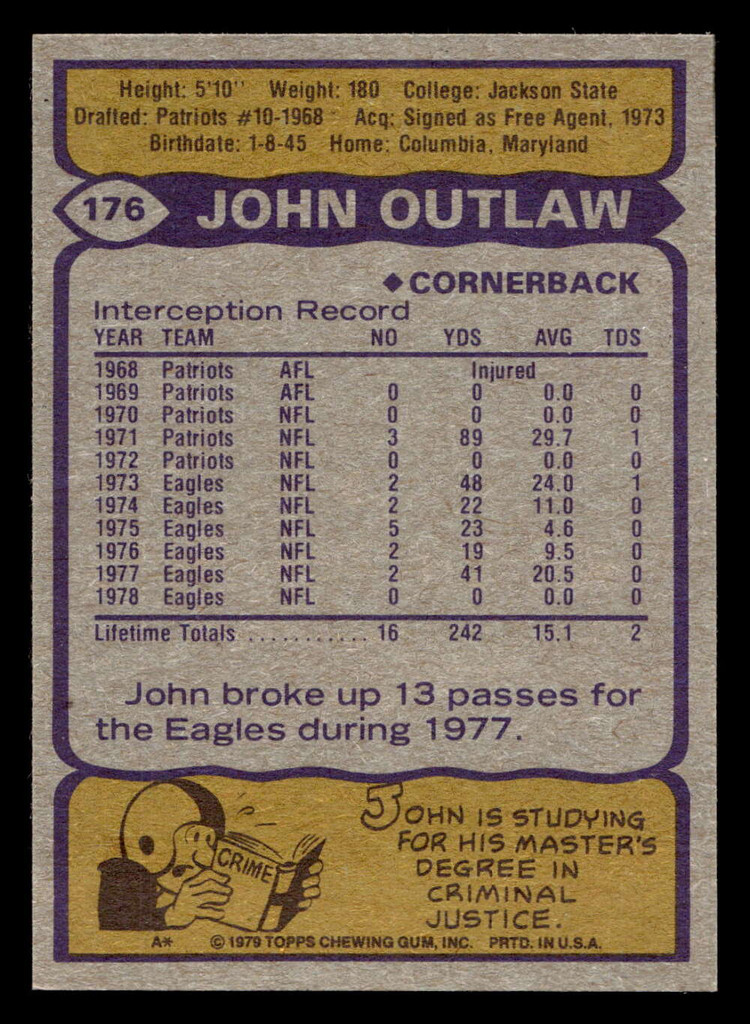 Height: 5'10" Weight: 180 College: Jackson State
Drafted: Patriots #10-1968 Acq: Signed as Free Agent, 1973
Birthdate: 1-8-45 Home: Columbia, Maryland
176 JOHN OUTLAW
◆CORNERBACK
Interception Record
YEAR TEAM NO YDS AVG TDS
1968 Patriots AFL Injured
1969 Patriots AFL 0 0 0.0 0
1970 Patriots NFL 0 0 0.0 0
1971 Patriots NFL 3 89 29.7 1
1972 Patriots NFL 0 0 0.0 0
1973 Eagles NFL 2 48 24.0 1
1974 Eagles NFL 2 22 11.0 0
1975 Eagles NFL 5 23 4.6 0
1976 Eagles NFL 2 19 9.5 0
1977 Eagles NFL 2 41 20.5 0
1978 Eagles NFL 0 0 0.0 0
Lifetime Totals ........... 16 242 15.1 2
John broke up 13 passes for
the Eagles during 1977.
CRIME
JOHN IS STUDYING
FOR HIS MASTER'S
DEGREE IN
CRIMINAL
JUSTICE.
A* © 1979 TOPPS CHEWING GUM, INC. PRTD. IN U.S.A.